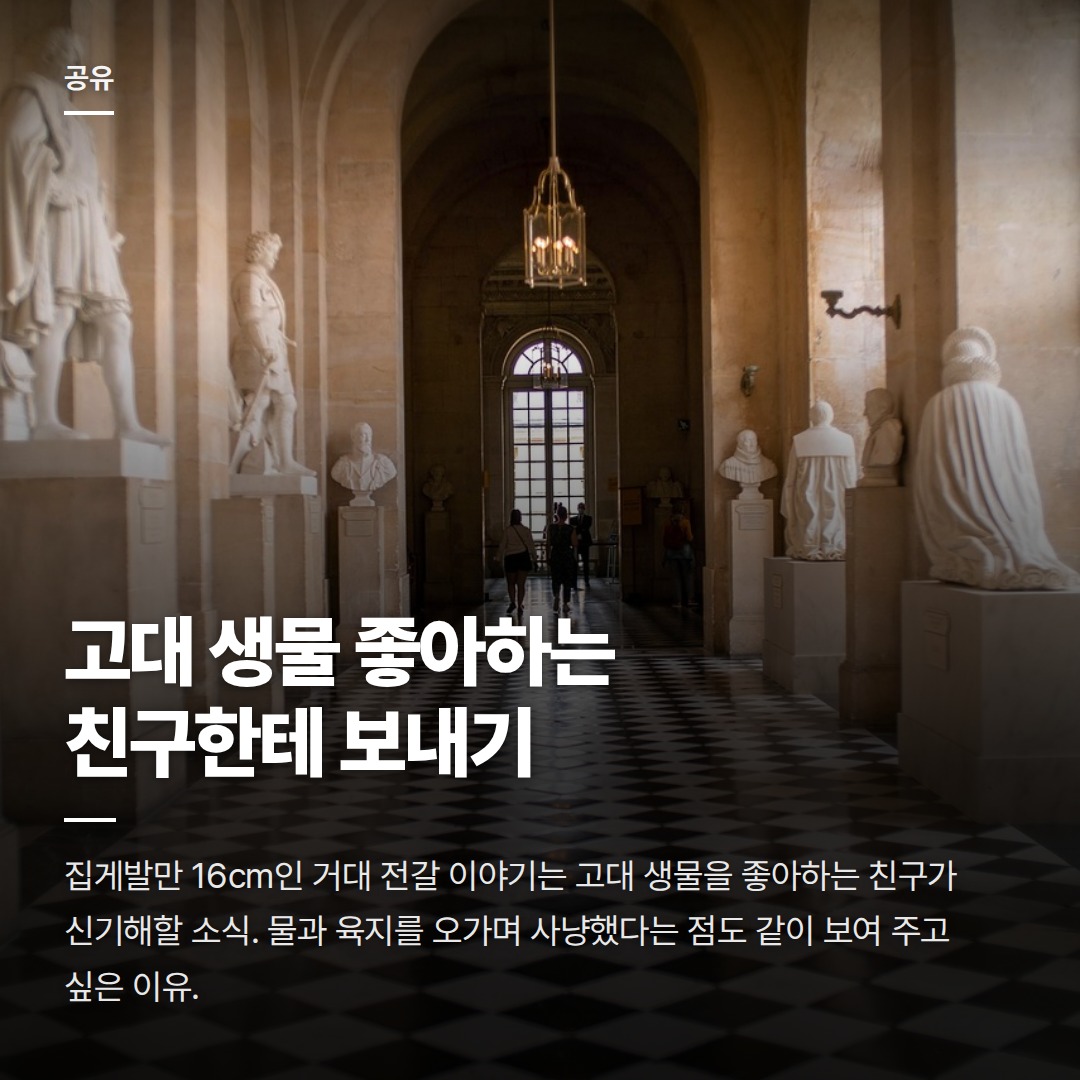 공유
고대 생물 좋아하는
친구한테 보내기
집게발만 16cm인 거대 전갈 이야기는 고대 생물을 좋아하는 친구가
신기해할 소식. 물과 육지를 오가며 사냥했다는 점도 같이 보여 주고
싶은 이유.